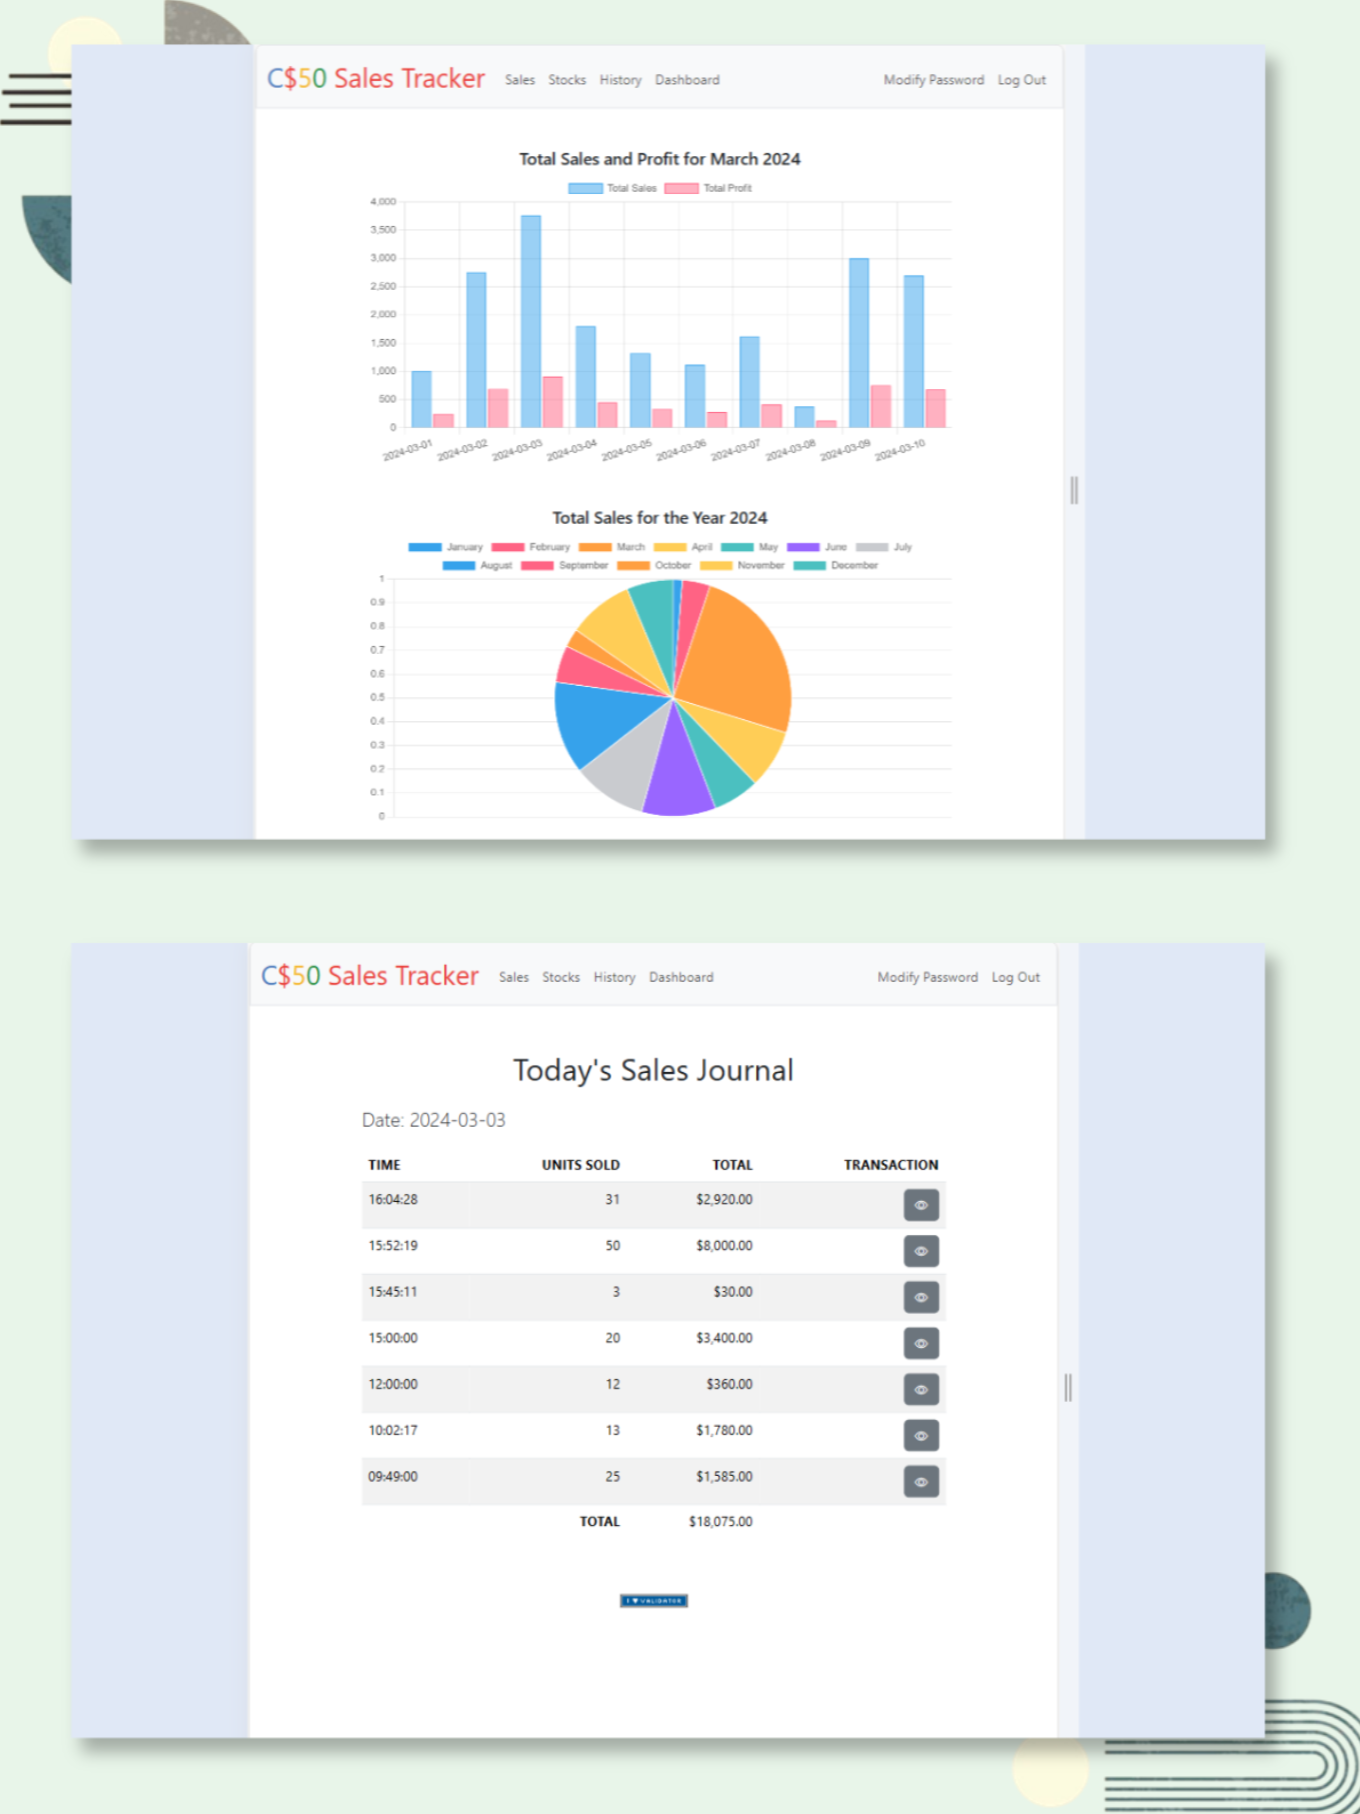 C$50 Sales Tracker Sales Stocks History Dashboard Modify Password Log Out
Total Sales and Profit for March 2024
Total Sales Total Profit
4,000
3,500
3,000
2,500
2,000
1,500
1,000
500
0
2024-03-01 2024-03-02 2024-03-03 2024-03-04 2024-03-05 2024-03-06 2024-03-07 2024-03-08 2024-03-09 2024-03-10
Total Sales for the Year 2024
January February March April May June July
August September October November December
1
0.9
0.8
0.7
0.6
0.5
0.4
0.3
0.2
0.1
0
C$50 Sales Tracker Sales Stocks History Dashboard Modify Password Log Out
Today's Sales Journal
Date: 2024-03-03
TIME UNITS SOLD TOTAL TRANSACTION
16:04:28 31 $2,920.00
15:52:19 50 $8,000.00
15:45:11 3 $30.00
15:00:00 20 $3,400.00
12:00:00 12 $360.00
10:02:17 13 $1,780.00
09:49:00 25 $1,585.00
TOTAL $18,075.00
I ♥ VALIDATOR